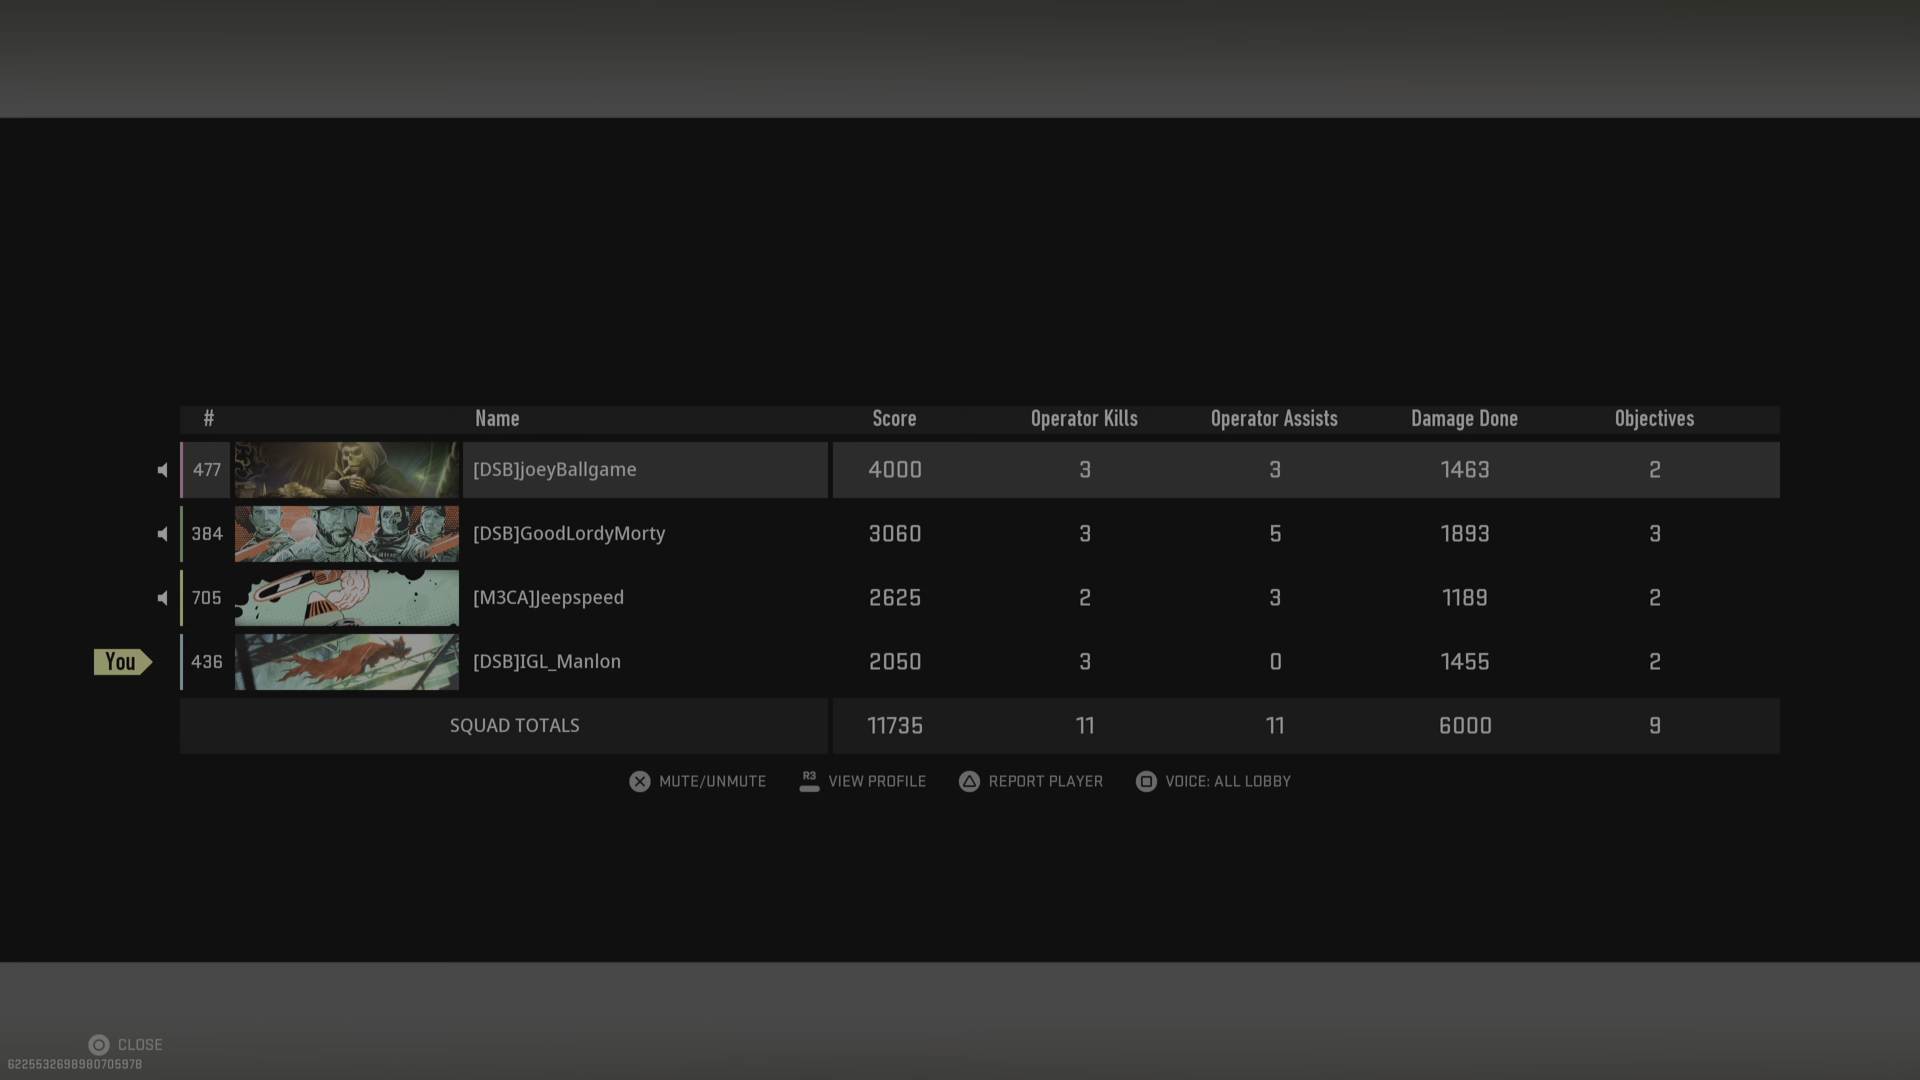 # Name Score Operator Kills Operator Assists Damage Done Objectives
477 [DSB]joeyBallgame 4000 3 3 1463 2
384 [DSB]GoodLordyMorty 3060 3 5 1893 3
705 [M3CA]Jeepspeed 2625 2 3 1189 2
You 436 [DSB]IGL_Manlon 2050 3 0 1455 2
SQUAD TOTALS 11735 11 11 6000 9
MUTE/UNMUTE R3 VIEW PROFILE REPORT PLAYER VOICE: ALL LOBBY
CLOSE
6225532698980705978